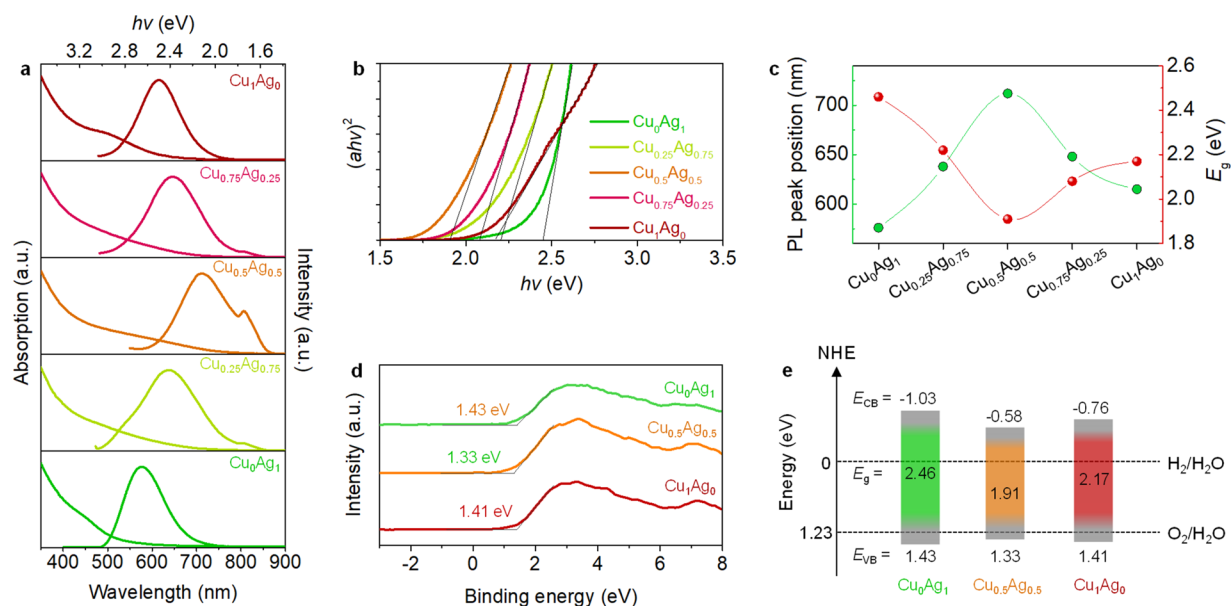 hv (eV)
3.2 2.8 2.4 2.0 1.6
a
Cu1Ag0
Cu0.75Ag0.25
Cu0.5Ag0.5
Cu0.25Ag0.75
Cu0Ag1
Absorption (a.u.)
Intensity (a.u.)
400 500 600 700 800 900
Wavelength (nm)
b
(ahv)2
Cu0Ag1
Cu0.25Ag0.75
Cu0.5Ag0.5
Cu0.75Ag0.25
Cu1Ag0
1.5 2.0 2.5 3.0
hv (eV)
c
PL peak position (nm)
700
650
600
2.6
2.4
2.2
2.0
1.8
Eg (eV)
Cu0Ag1
Cu0.25Ag0.75
Cu0.5Ag0.5
Cu0.75Ag0.25
Cu1Ag0
d
Intensity (a.u.)
Cu0Ag1
1.43 eV
Cu0.5Ag0.5
1.33 eV
Cu1Ag0
1.41 eV
-2 0 2 4 6 8
Binding energy (eV)
e
NHE
Energy (eV)
ECB = -1.03 -0.58 -0.76
0
H2/H2O
Eg = 2.46 1.91 2.17
1.23
O2/H2O
EVB = 1.43 1.33 1.41
Cu0Ag1 Cu0.5Ag0.5 Cu1Ag0